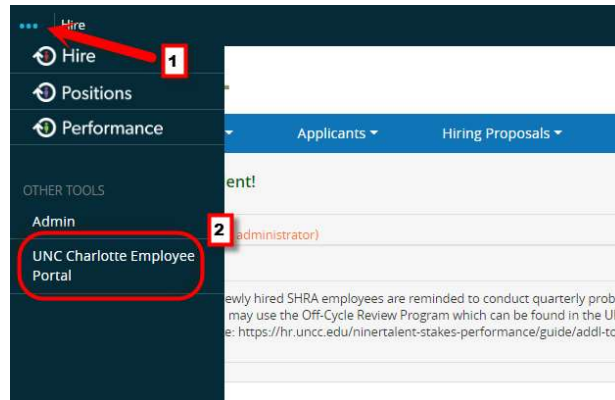 ••• Hire
1
Hire
Positions
Performance
Applicants Hiring Proposals
OTHER TOOLS
ent!
Admin
2
administrator)
UNC Charlotte Employee
Portal
ewly hired SHRA employees are reminded to conduct quarterly prob
may use the Off-Cycle Review Program which can be found in the U
e: https://hr.uncc.edu/ninertalent-stakes-performance/guide/addl-to